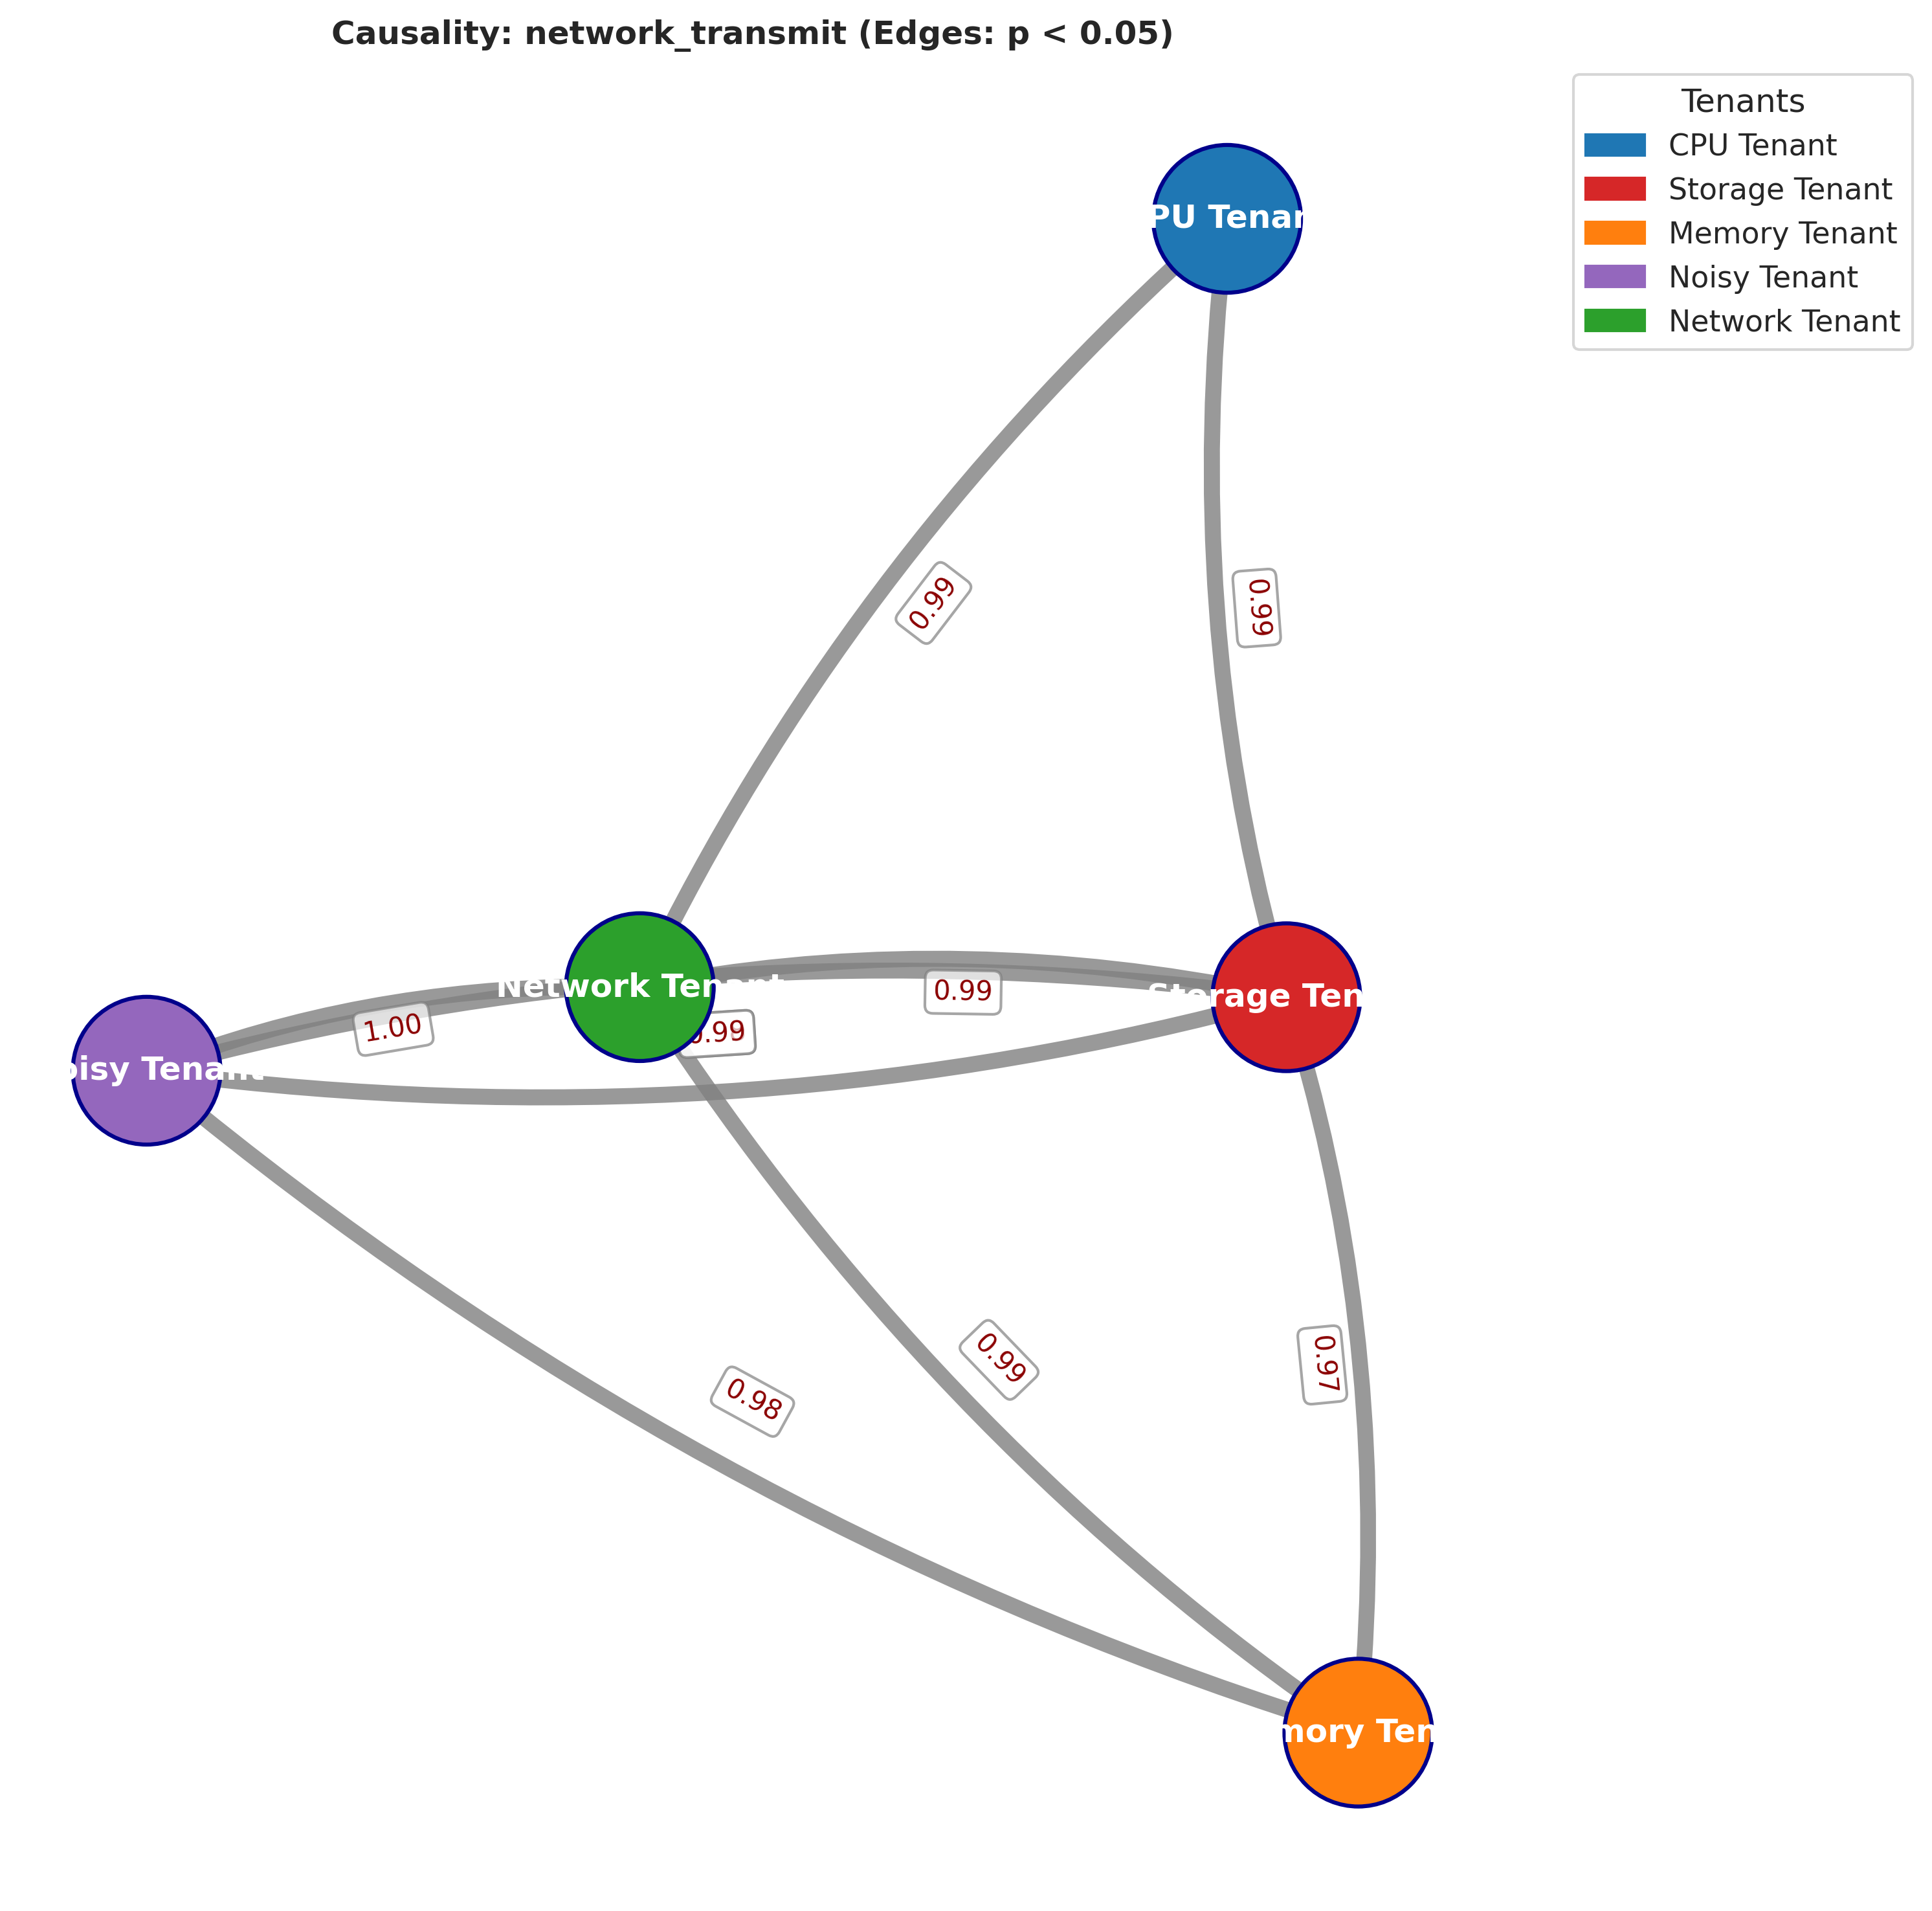 Causality: network_transmit (Edges: p < 0.05)
Tenants
CPU Tenant
Storage Tenant
Memory Tenant
Noisy Tenant
Network Tenant
PU Tenan
0.99
0.99
Network Tenant
0.99
Storage Ten
1.00
0.99
oisy Tenant
0.99
0.97
0.98
mory Ten